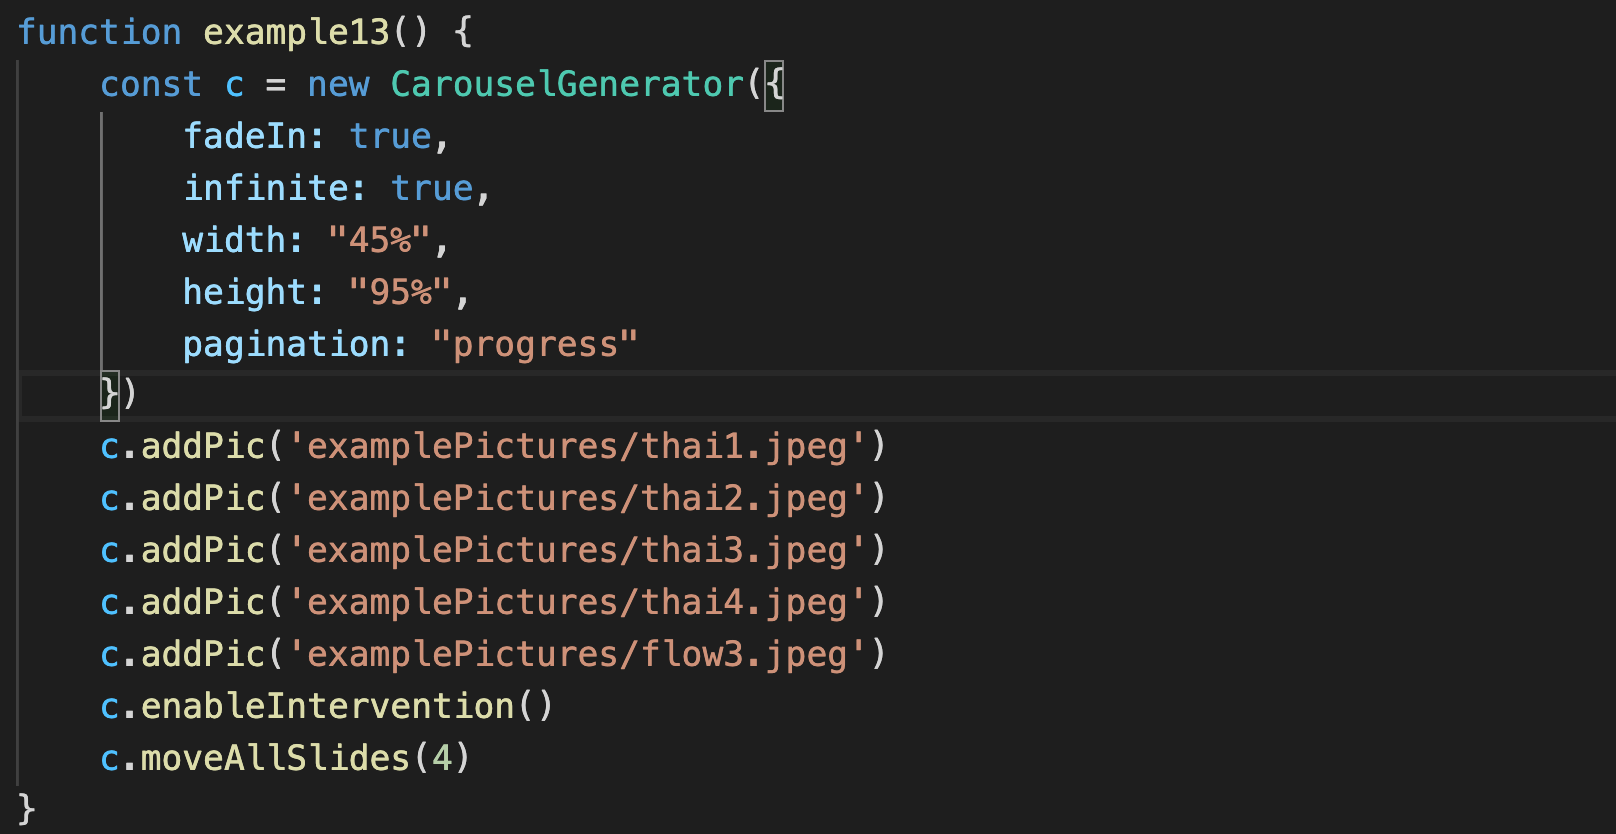 function example13() {
    const c = new CarouselGenerator({
        fadeIn: true,
        infinite: true,
        width: "45%",
        height: "95%",
        pagination: "progress"
    })
    c.addPic('examplePictures/thai1.jpeg')
    c.addPic('examplePictures/thai2.jpeg')
    c.addPic('examplePictures/thai3.jpeg')
    c.addPic('examplePictures/thai4.jpeg')
    c.addPic('examplePictures/flow3.jpeg')
    c.enableIntervention()
    c.moveAllSlides(4)
}